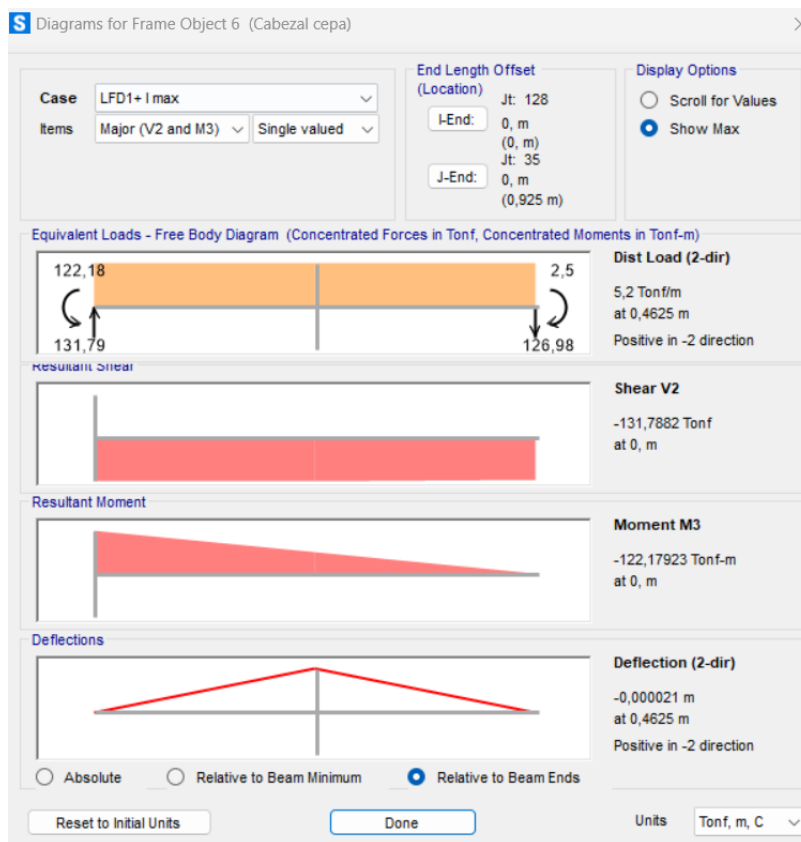 S Diagrams for Frame Object 6 (Cabezal cepa)
Case LFD1+ I max
Items Major (V2 and M3) Single valued
End Length Offset
(Location)
Jt: 128
I-End: 0, m
(0, m)
Jt: 35
J-End: 0, m
(0,925 m)
Display Options
Scroll for Values
Show Max
Equivalent Loads - Free Body Diagram (Concentrated Forces in Tonf, Concentrated Moments in Tonf-m)
122,18 2,5
131,79 126,98
Dist Load (2-dir)
5,2 Tonf/m
at 0,4625 m
Positive in -2 direction
Resultant Shear
Shear V2
-131,7882 Tonf
at 0, m
Resultant Moment
Moment M3
-122,17923 Tonf-m
at 0, m
Deflections
Deflection (2-dir)
-0,000021 m
at 0,4625 m
Positive in -2 direction
Absolute Relative to Beam Minimum Relative to Beam Ends
Reset to Initial Units Done Units Tonf, m, C